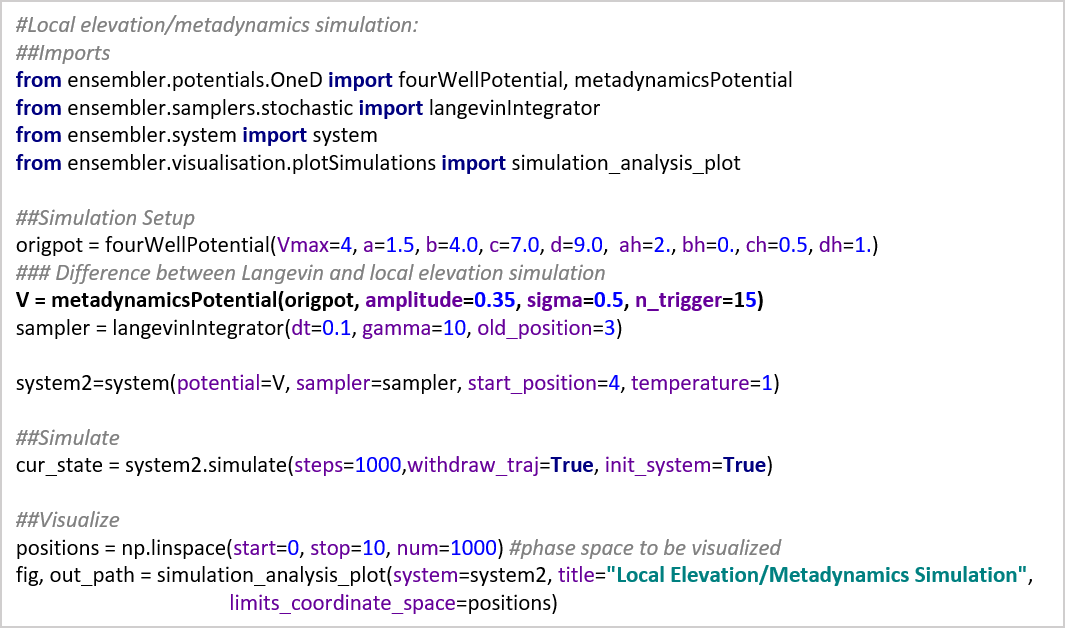 #Local elevation/metadynamics simulation:
##Imports
from ensembler.potentials.OneD import fourWellPotential, metadynamicsPotential
from ensembler.samplers.stochastic import langevinIntegrator
from ensembler.system import system
from ensembler.visualisation.plotSimulations import simulation_analysis_plot
##Simulation Setup
origpot = fourWellPotential(Vmax=4, a=1.5, b=4.0, c=7.0, d=9.0,  ah=2., bh=0., ch=0.5, dh=1.)
### Difference between Langevin and local elevation simulation
V = metadynamicsPotential(origpot, amplitude=0.35, sigma=0.5, n_trigger=15)
sampler = langevinIntegrator(dt=0.1, gamma=10, old_position=3)
system2=system(potential=V, sampler=sampler, start_position=4, temperature=1)
##Simulate
cur_state = system2.simulate(steps=1000,withdraw_traj=True, init_system=True)
##Visualize
positions = np.linspace(start=0, stop=10, num=1000) #phase space to be visualized
fig, out_path = simulation_analysis_plot(system=system2, title="Local Elevation/Metadynamics Simulation",
limits_coordinate_space=positions)